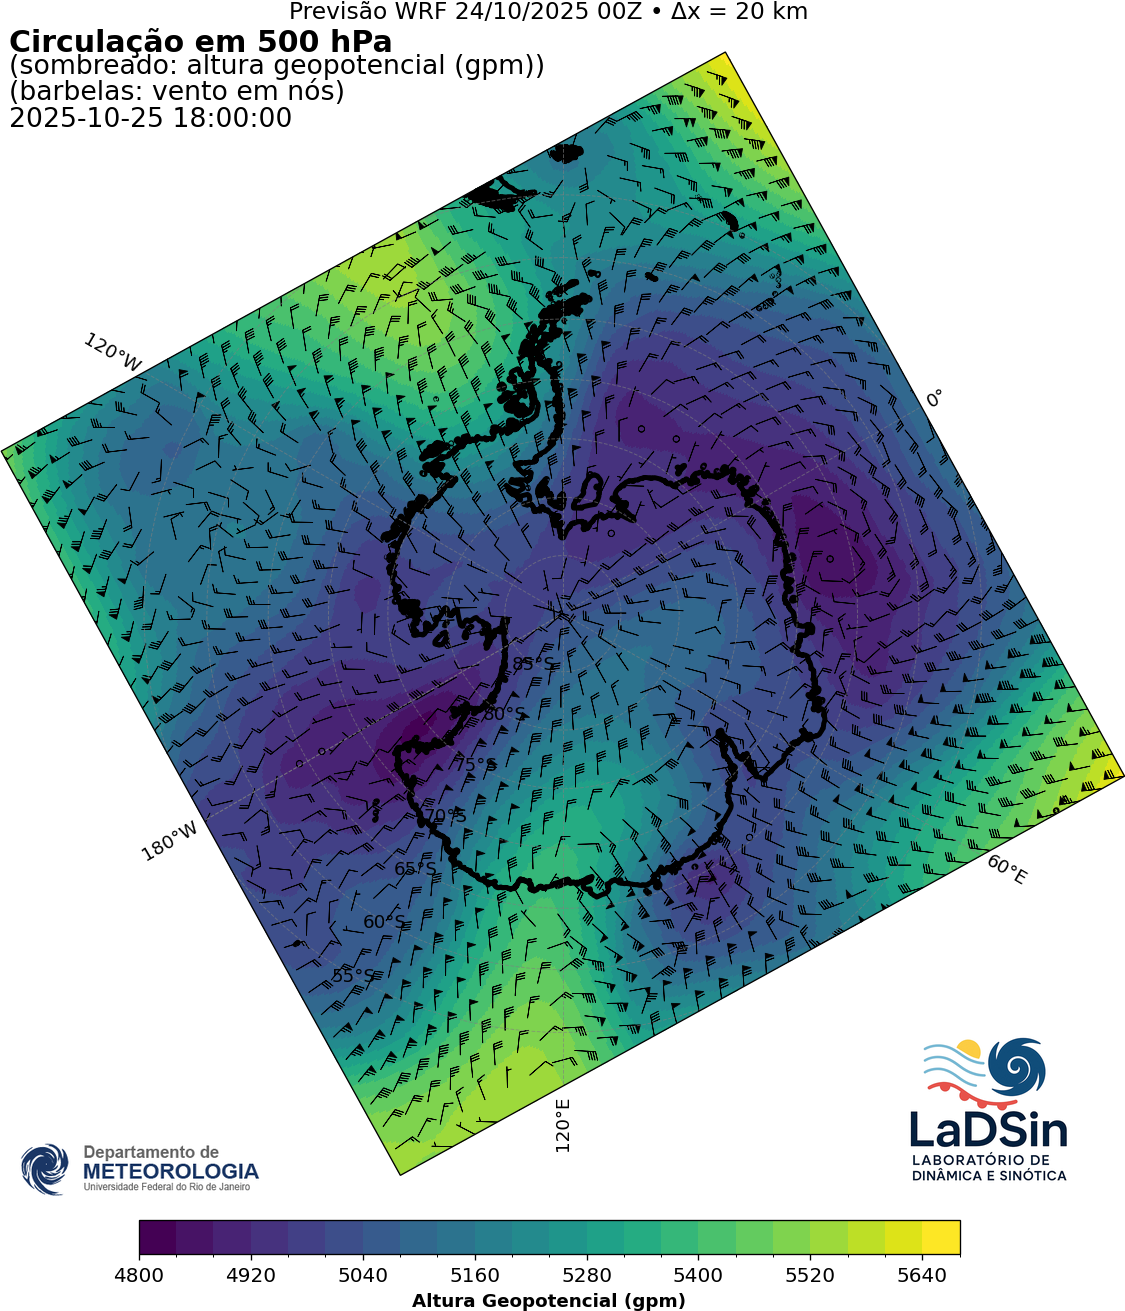 Previsão WRF 24/10/2025 00Z • Δx = 20 km
Circulação em 500 hPa
(sombreado: altura geopotencial (gpm))
(barbelas: vento em nós)
2025-10-25 18:00:00
120°W
0°
85°S
80°S
75°S
70°S
180°W
65°S
60°E
60°S
55°S
120°E
LaDSin
LABORATÓRIO DE
DINÂMICA E SINÓTICA
Departamento de
METEOROLOGIA
Universidade Federal do Rio de Janeiro
4800 4920 5040 5160 5280 5400 5520 5640
Altura Geopotencial (gpm)